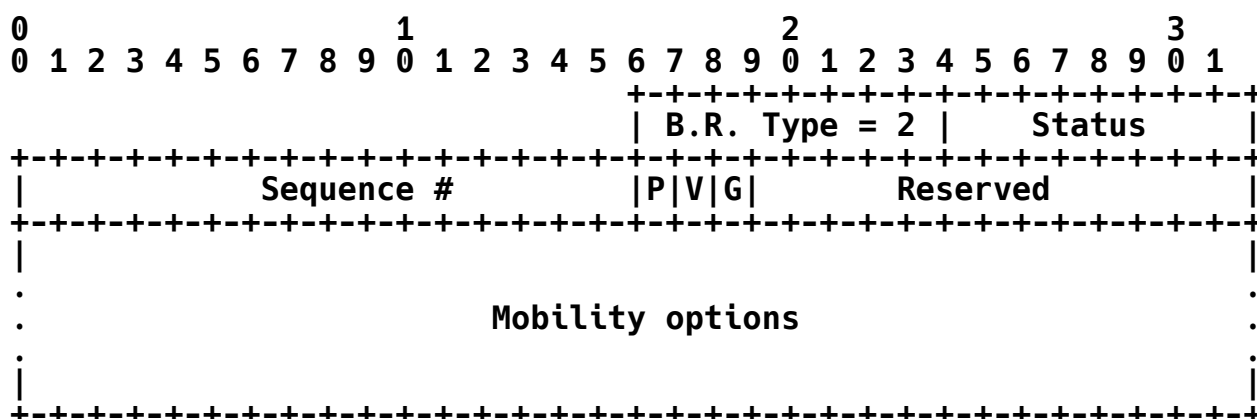 0                   1                   2                   3
0 1 2 3 4 5 6 7 8 9 0 1 2 3 4 5 6 7 8 9 0 1 2 3 4 5 6 7 8 9 0 1
                                +-+-+-+-+-+-+-+-+-+-+-+-+-+-+-+-+
                                | B.R. Type = 2 |    Status     |
+-+-+-+-+-+-+-+-+-+-+-+-+-+-+-+-+-+-+-+-+-+-+-+-+-+-+-+-+-+-+-+-+
|            Sequence #         |P|V|G|       Reserved          |
+-+-+-+-+-+-+-+-+-+-+-+-+-+-+-+-+-+-+-+-+-+-+-+-+-+-+-+-+-+-+-+-+
|                                                               |
.                                                               .
.                        Mobility options                       .
.                                                               .
|                                                               |
+-+-+-+-+-+-+-+-+-+-+-+-+-+-+-+-+-+-+-+-+-+-+-+-+-+-+-+-+-+-+-+-+